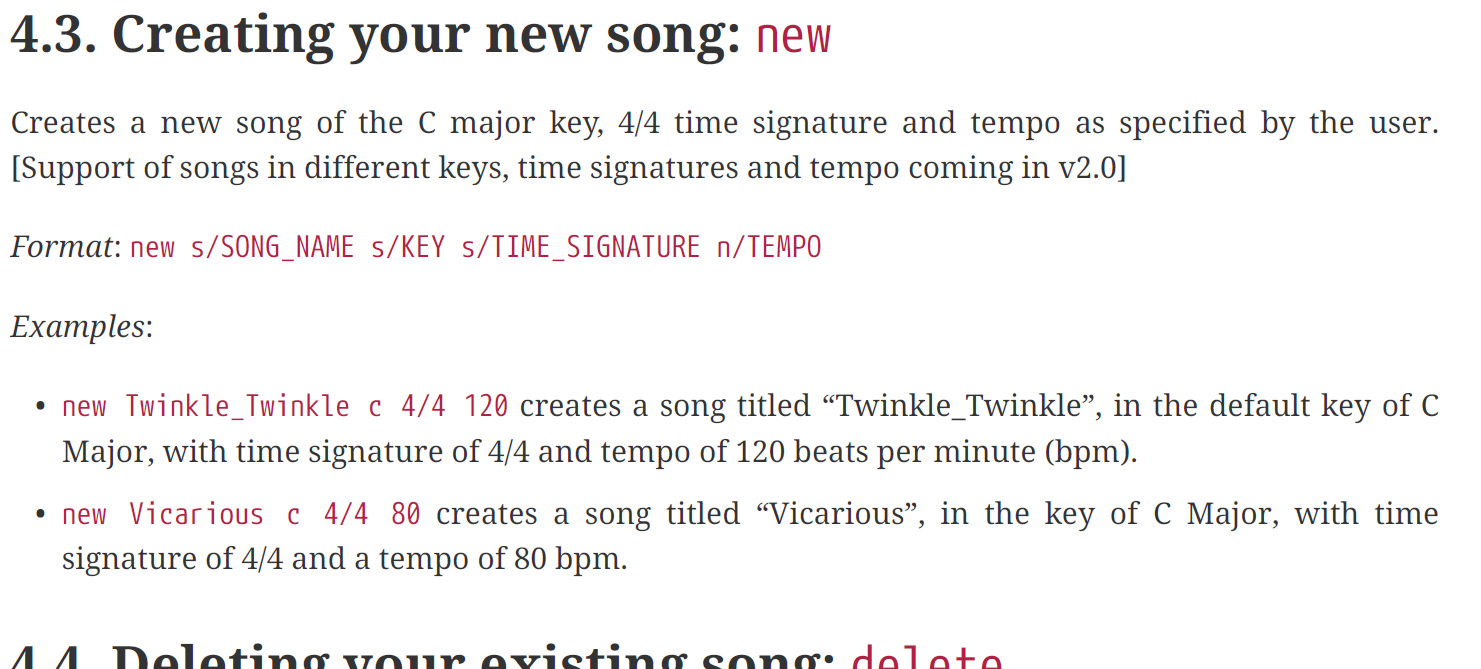 4.3. Creating your new song: new
Creates a new song of the C major key, 4/4 time signature and tempo as specified by the user.
[Support of songs in different keys, time signatures and tempo coming in v2.0]
Format: new s/SONG_NAME s/KEY s/TIME_SIGNATURE n/TEMPO
Examples:
• new Twinkle_Twinkle c 4/4 120 creates a song titled “Twinkle_Twinkle”, in the default key of C
Major, with time signature of 4/4 and tempo of 120 beats per minute (bpm).
• new Vicarious c 4/4 80 creates a song titled “Vicarious”, in the key of C Major, with time
signature of 4/4 and a tempo of 80 bpm.
4.4. Deleting your existing song: delete